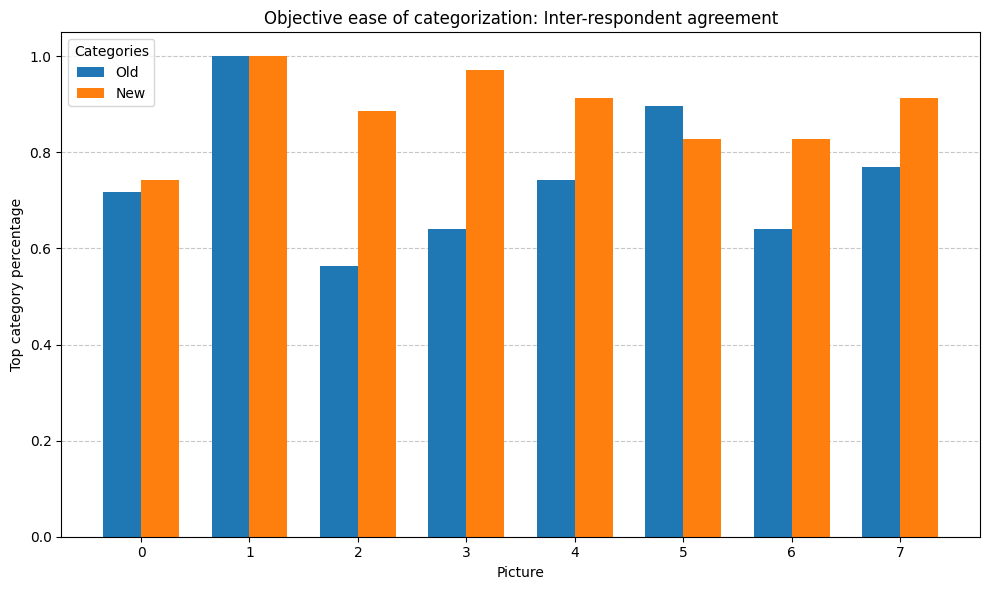 Objective ease of categorization: Inter-respondent agreement
Categories
Old
New
Top category percentage
1.0
0.8
0.6
0.4
0.2
0.0
0 1 2 3 4 5 6 7
Picture